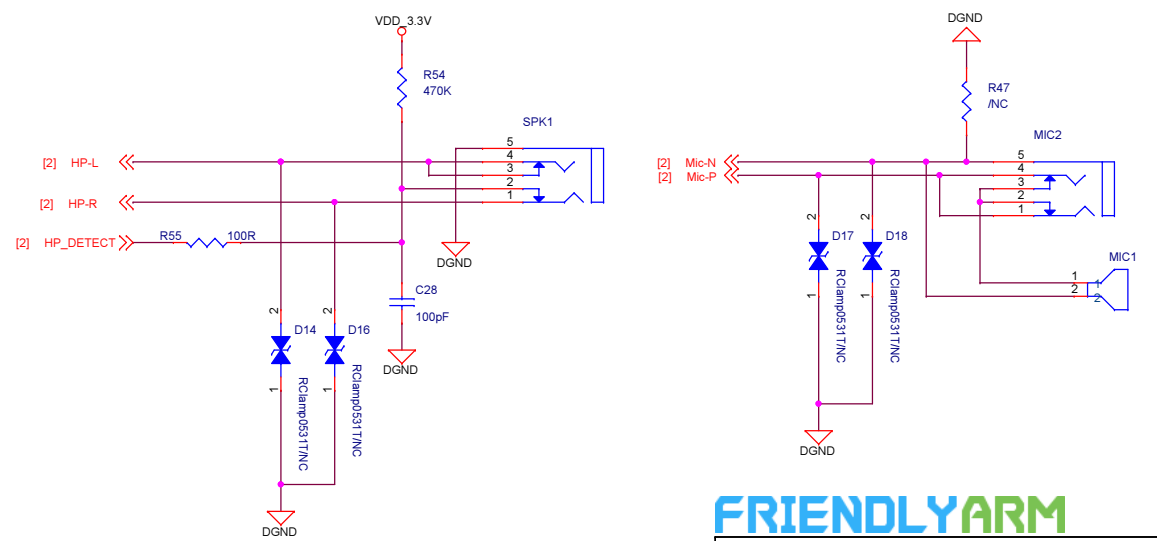 VDD_3.3V
R54
470K
SPK1
5
4
3
2
1
[2] HP-L
[2] HP-R
[2] HP_DETECT
R55
100R
DGND
C28
100pF
DGND
2
D14
1
RClamp0531T/NC
2
D16
1
RClamp0531T/NC
DGND
DGND
R47
/NC
MIC2
5
4
3
2
1
[2] Mic-N
[2] Mic-P
2
D17
1
RClamp0531T/NC
2
D18
1
RClamp0531T/NC
MIC1
1
2
1
2
DGND
FRIENDLYARM